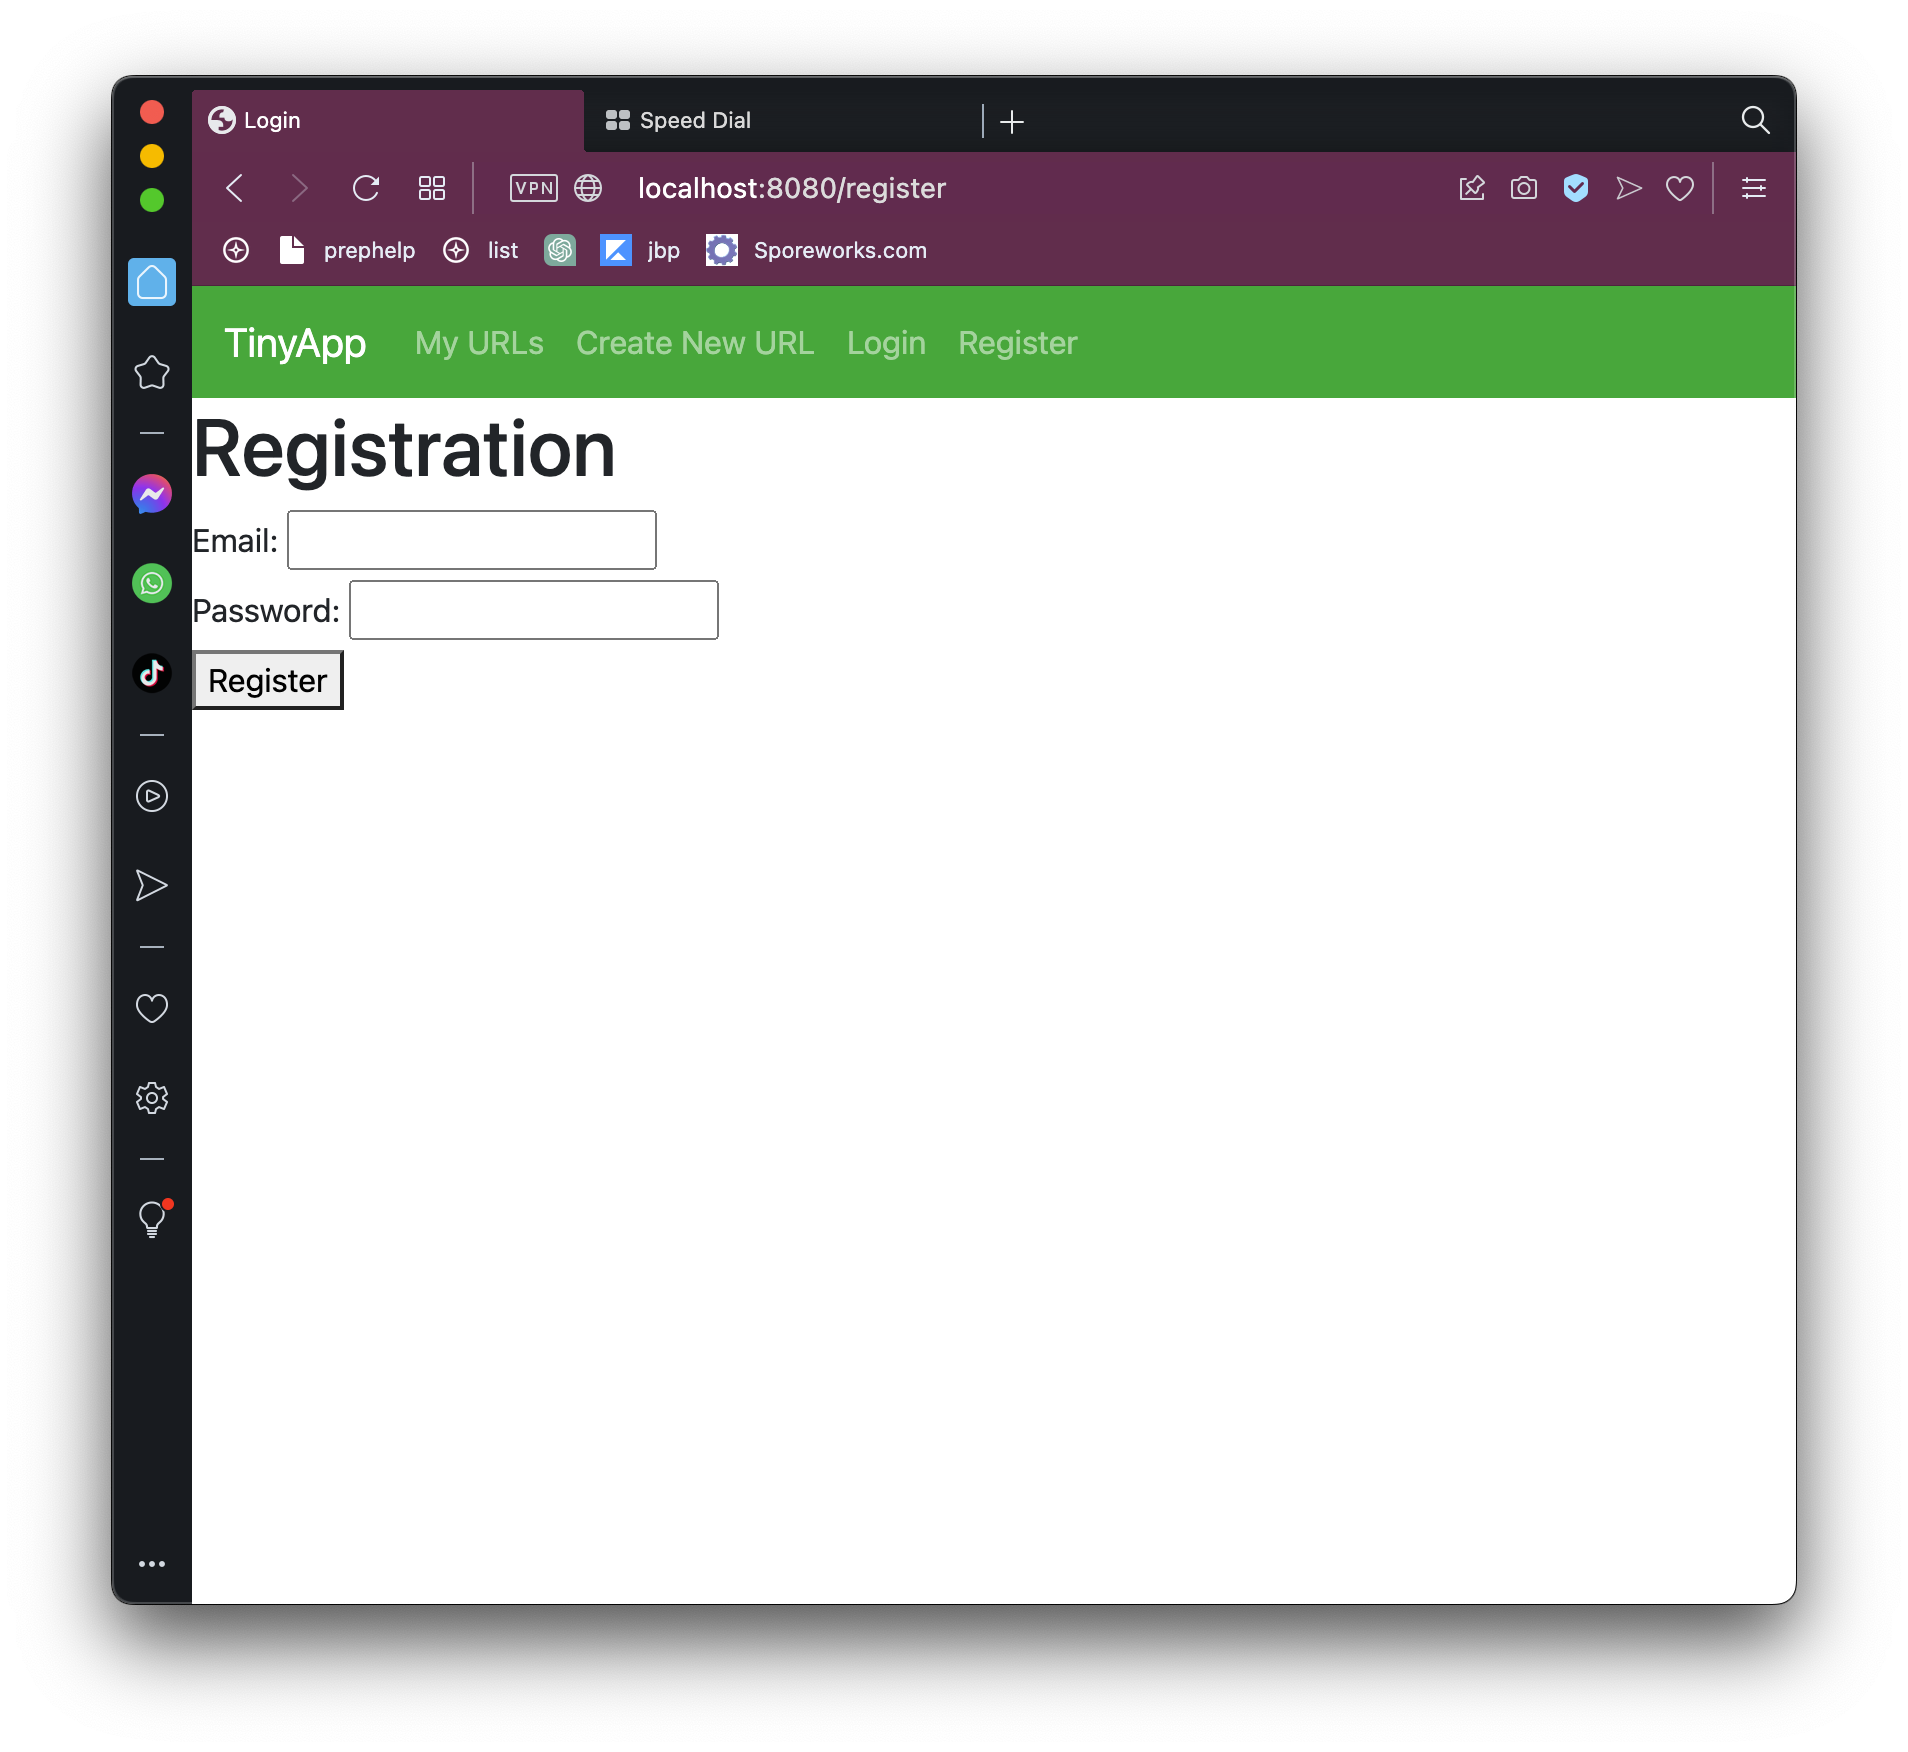 Login Speed Dial
VPN localhost:8080/register
prephelp list jbp Sporeworks.com
TinyApp My URLs Create New URL Login Register
Registration
Email:
Password:
Register